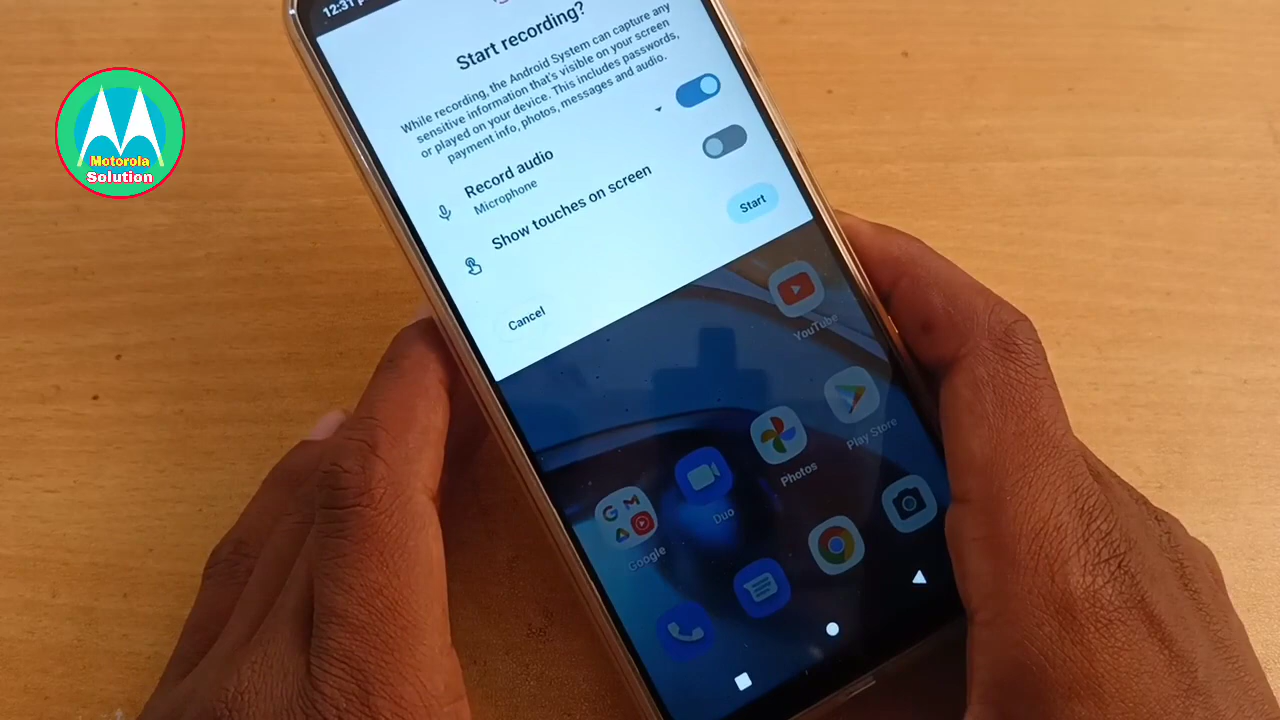 12:31
Start recording?
While recording, the Android System can capture any
sensitive information that's visible on your screen
or played on your device. This includes passwords,
payment info, photos, messages and audio.
Record audio
Microphone
Show touches on screen
Start
Cancel
Motorola
Solution
YouTube
Play Store
Photos
Duo
Google